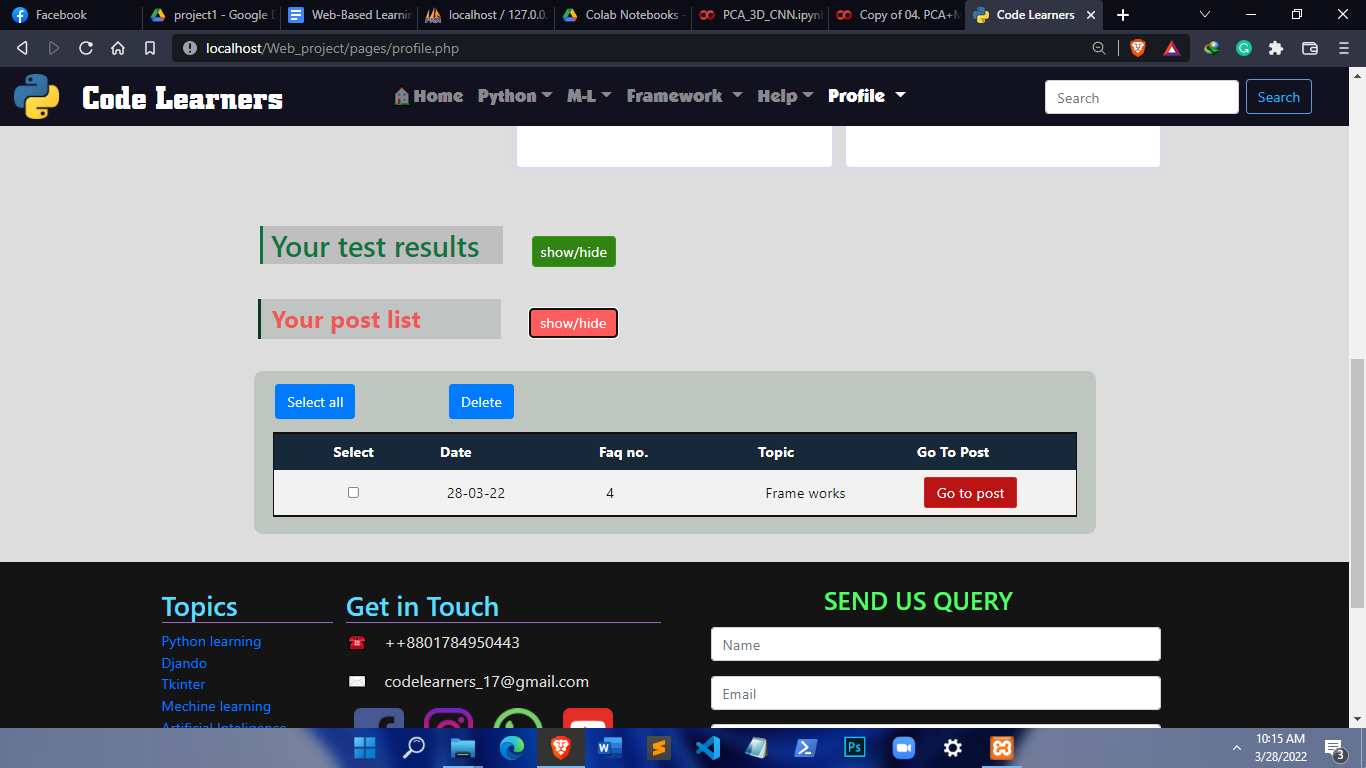 Facebook
project1 - Google D
Web-Based Learnin
localhost / 127.0.0.
Colab Notebooks -
PCA_3D_CNN.ipynb
Copy of 04. PCA+M
Code Learners
localhost/Web_project/pages/profile.php
Code Learners
Home Python M-L Framework Help Profile
Search
Search
Your test results
show/hide
Your post list
show/hide
Select all
Delete
Select Date Faq no. Topic Go To Post
28-03-22 4 Frame works Go to post
Topics
Python learning
Djando
Tkinter
Mechine learning
Artificial Inteligence
Get in Touch
++8801784950443
codelearners_17@gmail.com
SEND US QUERY
Name
Email
10:15 AM
3/28/2022
3